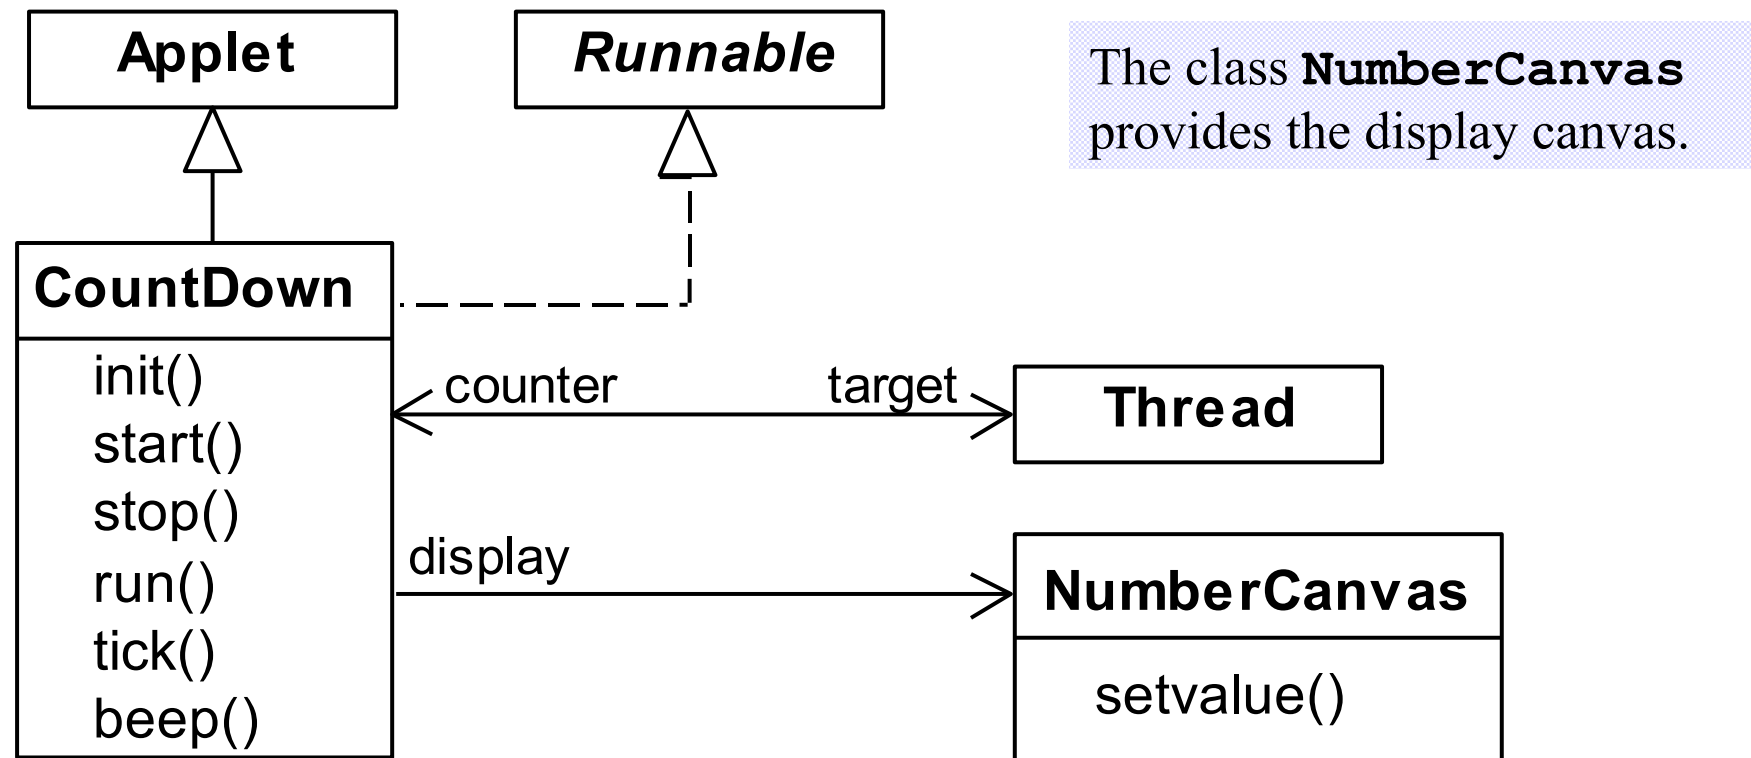 Applet
Runnable
The class NumberCanvas
provides the display canvas.
CountDown
init()
start()
stop()
run()
tick()
beep()
counter
target
Thread
display
NumberCanvas
setvalue()